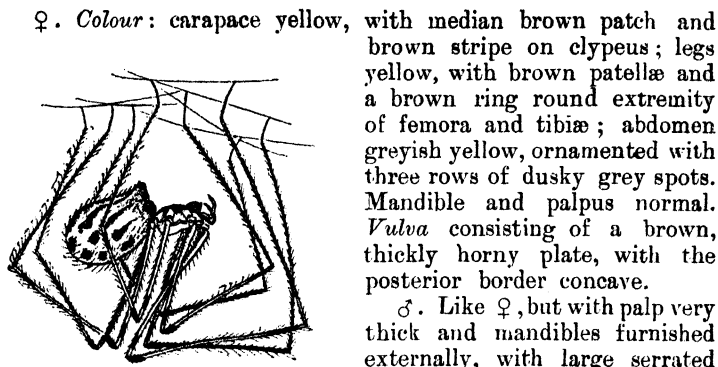 ♀. Colour: carapace yellow, with median brown patch and
brown stripe on clypeus; legs
yellow, with brown patellæ and
a brown ring round extremity
of femora and tibiæ; abdomen
greyish yellow, ornamented with
three rows of dusky grey spots.
Mandible and palpus normal.
Vulva consisting of a brown,
thickly horny plate, with the
posterior border concave.
♂. Like ♀, but with palp very
thick and mandibles furnished
externally, with large serrated